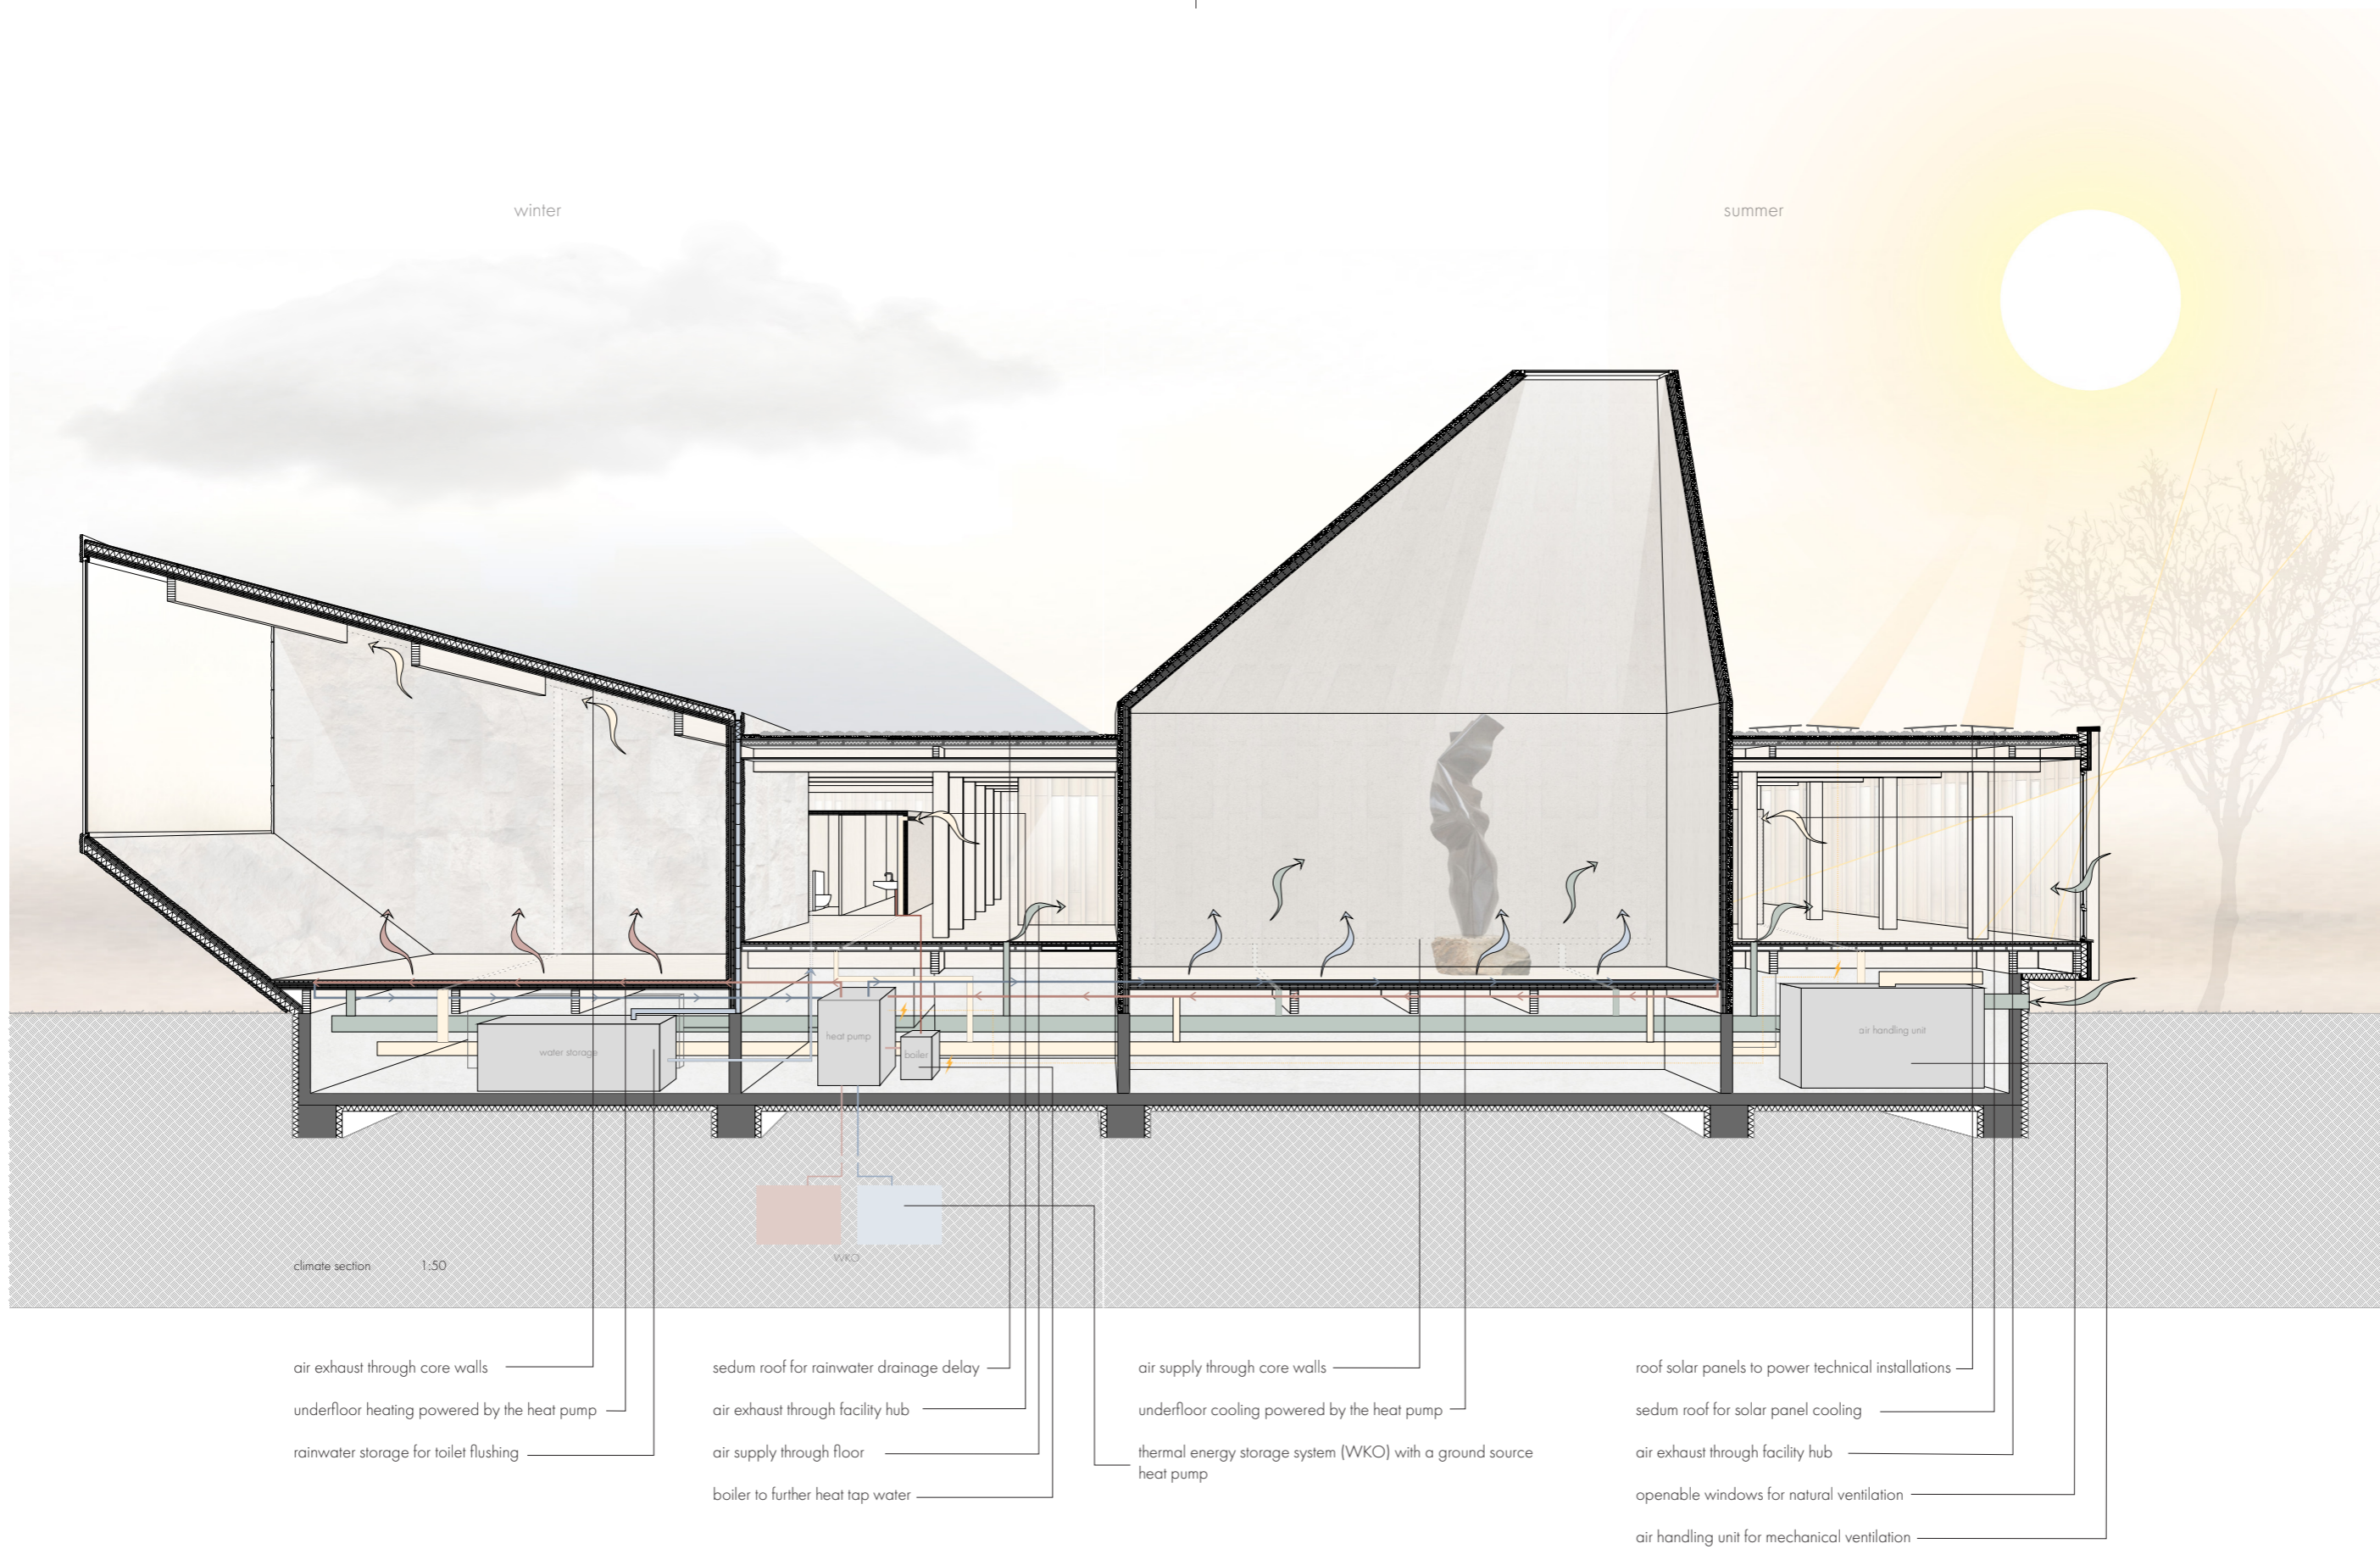 winter
summer
water storage
heat pump
boiler
air handling unit
WKO
climate section 1:50
air exhaust through core walls
underfloor heating powered by the heat pump
rainwater storage for toilet flushing
sedum roof for rainwater drainage delay
air exhaust through facility hub
air supply through floor
boiler to further heat tap water
air supply through core walls
underfloor cooling powered by the heat pump
thermal energy storage system (WKO) with a ground source
heat pump
roof solar panels to power technical installations
sedum roof for solar panel cooling
air exhaust through facility hub
openable windows for natural ventilation
air handling unit for mechanical ventilation